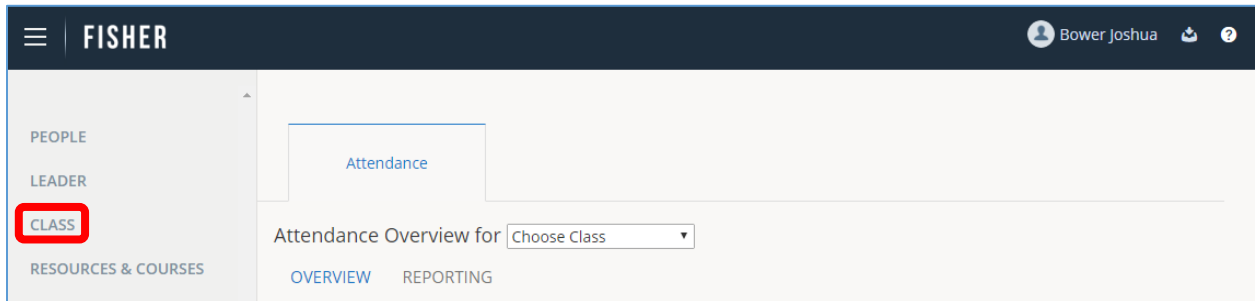 FISHER
Bower Joshua
?
PEOPLE
LEADER
CLASS
RESOURCES & COURSES
Attendance
Attendance Overview for Choose Class
OVERVIEW REPORTING